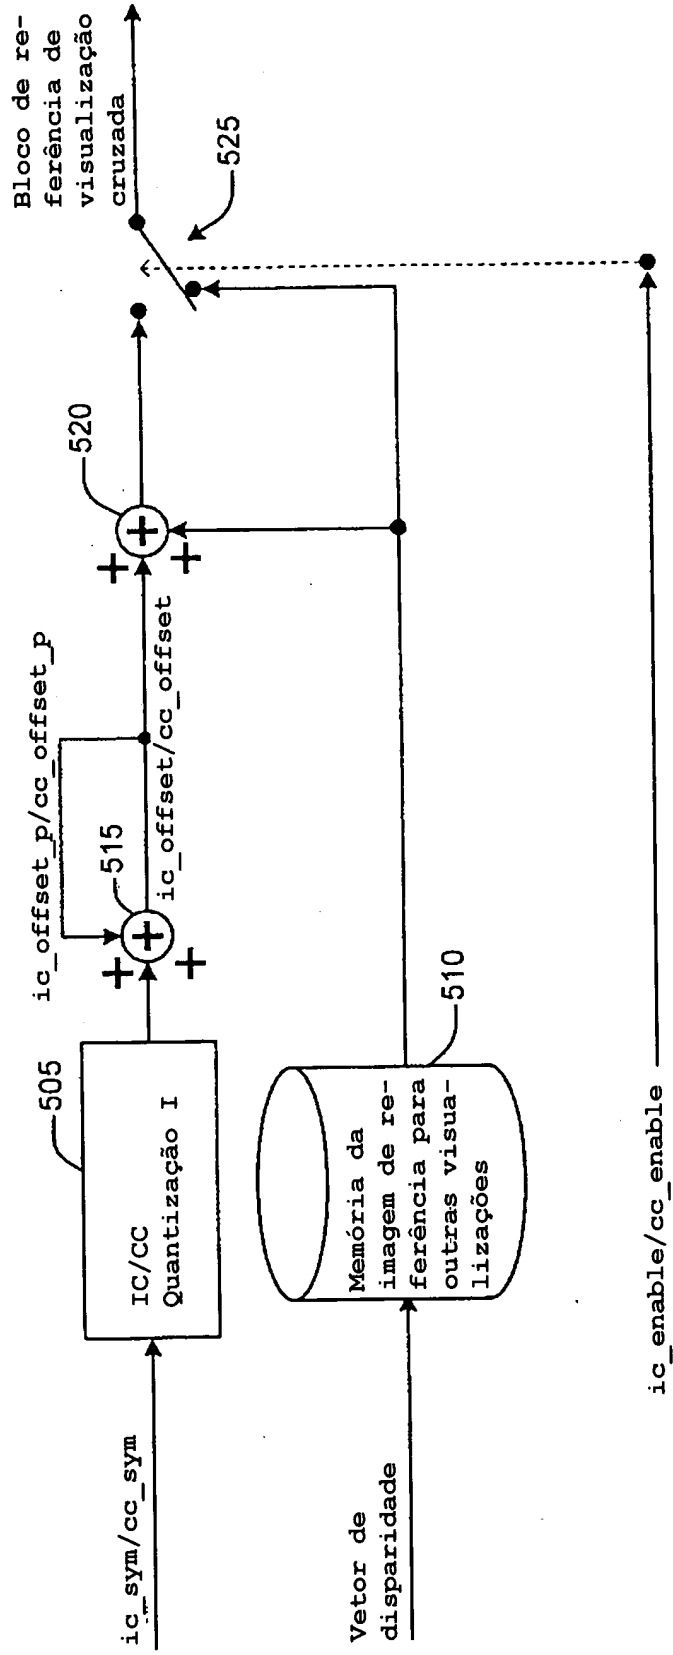 ic_sym/cc_sym
505
IC/CC
Quantização I
ic_offset_p/cc_offset_p
515
+
+
+
ic_offset/cc_offset
520
+
+
+
Bloco de re-
ferência de
visualização
cruzada
525
Vetor de
disparidade
510
Memória da
imagem de re-
ferência para
outras visua-
lizações
ic_enable/cc_enable